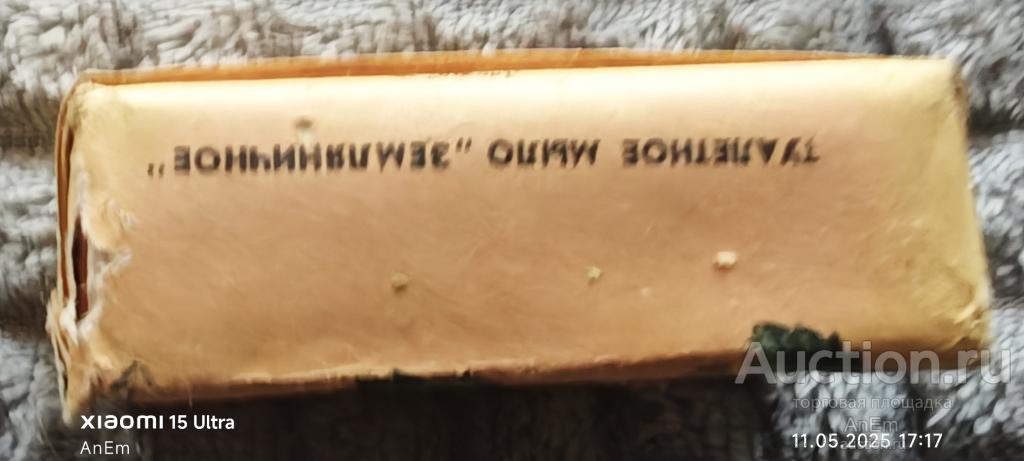 ТУАЛЕТНОЕ МЫЛО „ЗЕМЛЯНИЧНОЕ"
Auction.ru
торговая площадка
AnEm
XIAOMI 15 Ultra
AnEm
11.05.2025 17:17